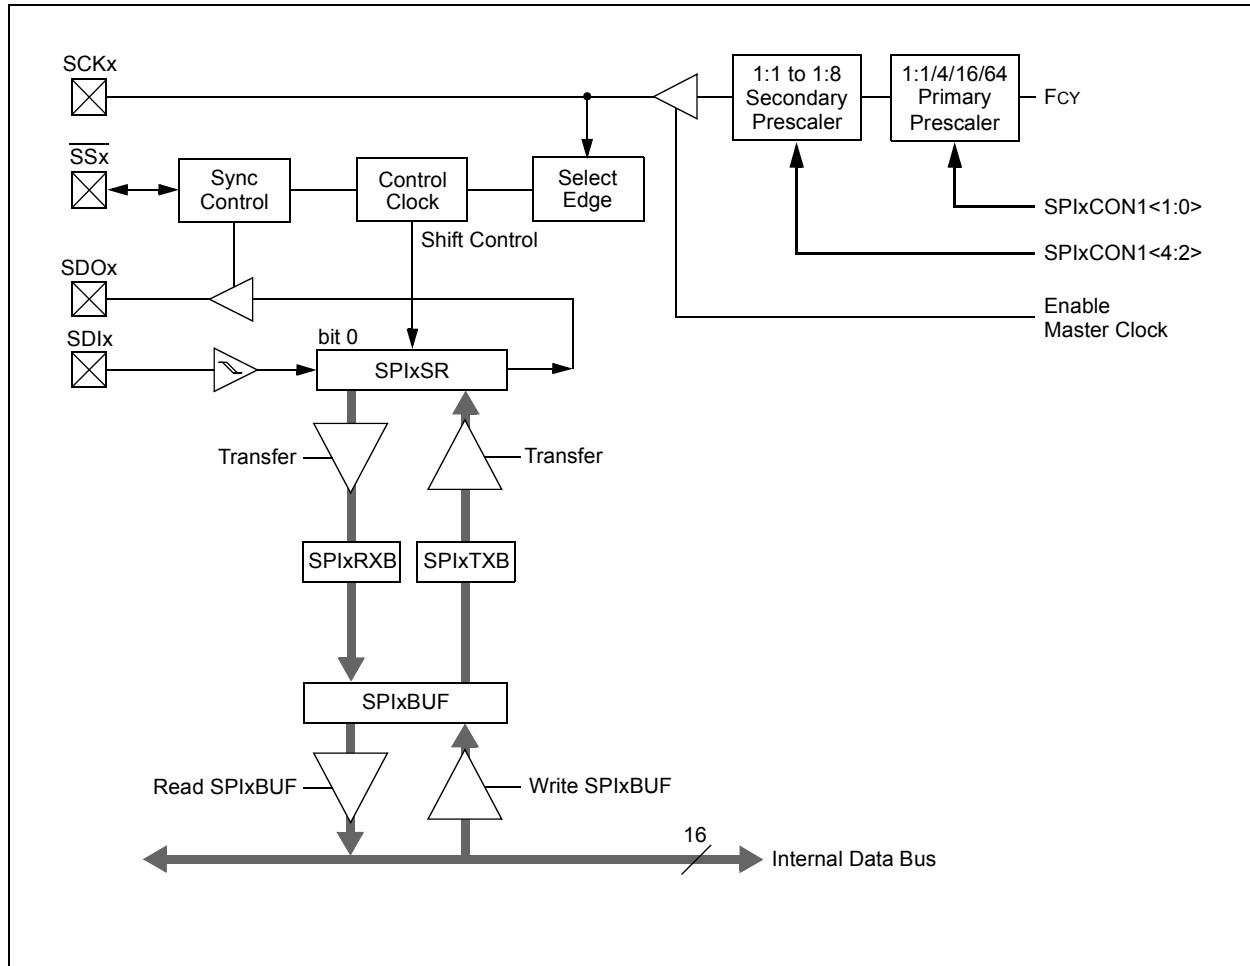 SCKx
1:1 to 1:8
Secondary
Prescaler
1:1/4/16/64
Primary
Prescaler
FCY
SSx
Sync
Control
Control
Clock
Select
Edge
SPIxCON1<1:0>
Shift Control
SPIxCON1<4:2>
SDOx
Enable
Master Clock
SDIx
bit 0
SPIxSR
Transfer
Transfer
SPIxRXB
SPIxTXB
SPIxBUF
Read SPIxBUF
Write SPIxBUF
16
Internal Data Bus